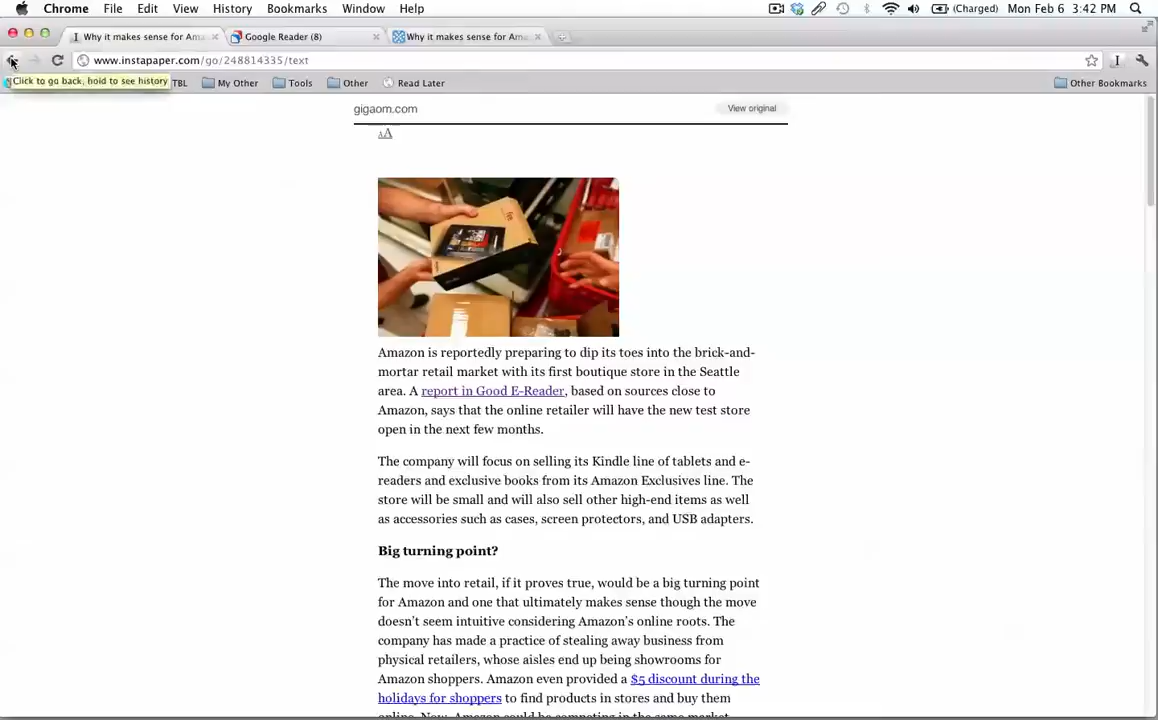 Chrome File Edit View History Bookmarks Window Help (Charged) Mon Feb 6 3:42 PM
Why it makes sense for Ama Google Reader (8) Why it makes sense for Ama
www.instapaper.com/go/248814335/text
Click to go back, hold to see history TBL My Other Tools Other Read Later Other Bookmarks
gigaom.com View original
AA
Amazon is reportedly preparing to dip its toes into the brick-and-
mortar retail market with its first boutique store in the Seattle
area. A report in Good E-Reader, based on sources close to
Amazon, says that the online retailer will have the new test store
open in the next few months.
The company will focus on selling its Kindle line of tablets and e-
readers and exclusive books from its Amazon Exclusives line. The
store will be small and will also sell other high-end items as well
as accessories such as cases, screen protectors, and USB adapters.
Big turning point?
The move into retail, if it proves true, would be a big turning point
for Amazon and one that ultimately makes sense though the move
doesn't seem intuitive considering Amazon's online roots. The
company has made a practice of stealing away business from
physical retailers, whose aisles end up being showrooms for
Amazon shoppers. Amazon even provided a $5 discount during the
holidays for shoppers to find products in stores and buy them
online. Now, Amazon could be competing in the same market